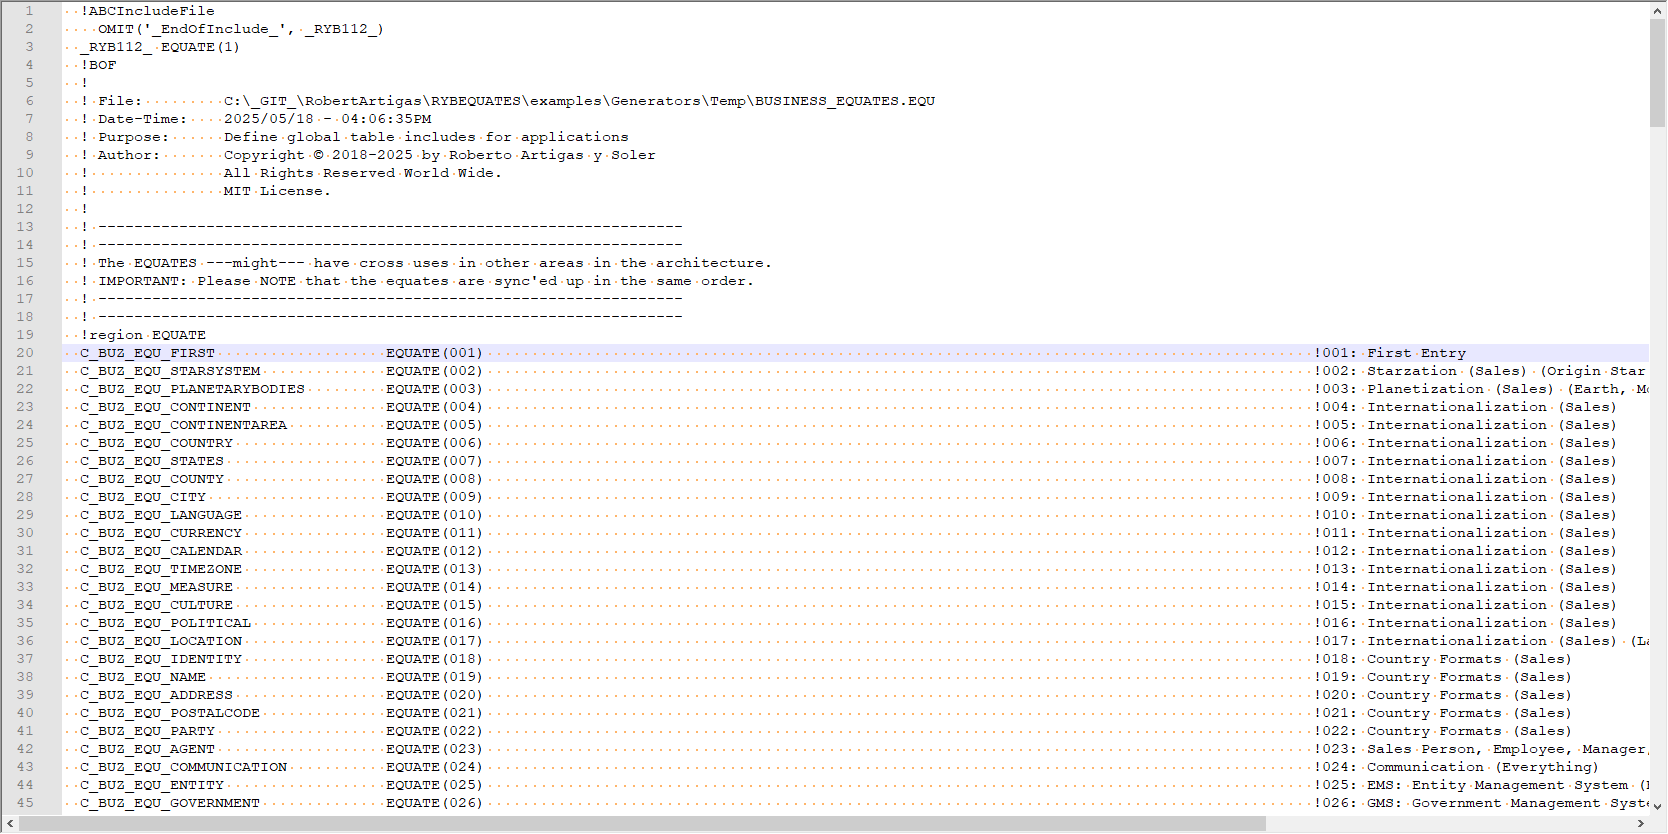 1 !ABCIncludeFile
2 OMIT('_EndOfInclude_', _RYB112_)
3 _RYB112_ EQUATE(1)
4 !BOF
5 !
6 ! File: C:\_GIT_\RobertArtigas\RYBEQUATES\examples\Generators\Temp\BUSINESS_EQUATES.EQU
7 ! Date-Time: 2025/05/18 - 04:06:35PM
8 ! Purpose: Define global table includes for applications
9 ! Author: Copyright © 2018-2025 by Roberto Artigas y Soler
10 ! All Rights Reserved World Wide.
11 ! MIT License.
12 !
13 ! -----------------------------------------------------------------
14 ! -----------------------------------------------------------------
15 ! The EQUATES ---might--- have cross uses in other areas in the architecture.
16 ! IMPORTANT: Please NOTE that the equates are sync'ed up in the same order.
17 ! -----------------------------------------------------------------
18 ! -----------------------------------------------------------------
19 !region EQUATE
20 C_BUZ_EQU_FIRST EQUATE(001) !001: First Entry
21 C_BUZ_EQU_STARSYSTEM EQUATE(002) !002: Starzation (Sales) (Origin Star
22 C_BUZ_EQU_PLANETARYBODIES EQUATE(003) !003: Planetization (Sales) (Earth,
23 C_BUZ_EQU_CONTINENT EQUATE(004) !004: Internationalization (Sales)
24 C_BUZ_EQU_CONTINENTAREA EQUATE(005) !005: Internationalization (Sales)
25 C_BUZ_EQU_COUNTRY EQUATE(006) !006: Internationalization (Sales)
26 C_BUZ_EQU_STATES EQUATE(007) !007: Internationalization (Sales)
27 C_BUZ_EQU_COUNTY EQUATE(008) !008: Internationalization (Sales)
28 C_BUZ_EQU_CITY EQUATE(009) !009: Internationalization (Sales)
29 C_BUZ_EQU_LANGUAGE EQUATE(010) !010: Internationalization (Sales)
30 C_BUZ_EQU_CURRENCY EQUATE(011) !011: Internationalization (Sales)
31 C_BUZ_EQU_CALENDAR EQUATE(012) !012: Internationalization (Sales)
32 C_BUZ_EQU_TIMEZONE EQUATE(013) !013: Internationalization (Sales)
33 C_BUZ_EQU_MEASURE EQUATE(014) !014: Internationalization (Sales)
34 C_BUZ_EQU_CULTURE EQUATE(015) !015: Internationalization (Sales)
35 C_BUZ_EQU_POLITICAL EQUATE(016) !016: Internationalization (Sales)
36 C_BUZ_EQU_LOCATION EQUATE(017) !017: Internationalization (Sales)
37 C_BUZ_EQU_IDENTITY EQUATE(018) !018: Country Formats (Sales)
38 C_BUZ_EQU_NAME EQUATE(019) !019: Country Formats (Sales)
39 C_BUZ_EQU_ADDRESS EQUATE(020) !020: Country Formats (Sales)
40 C_BUZ_EQU_POSTALCODE EQUATE(021) !021: Country Formats (Sales)
41 C_BUZ_EQU_PARTY EQUATE(022) !022: Country Formats (Sales)
42 C_BUZ_EQU_AGENT EQUATE(023) !023: Sales Person, Employee, Manager,
43 C_BUZ_EQU_COMMUNICATION EQUATE(024) !024: Communication (Everything)
44 C_BUZ_EQU_ENTITY EQUATE(025) !025: EMS: Entity Management System
45 C_BUZ_EQU_GOVERNMENT EQUATE(026) !026: GMS: Government Management